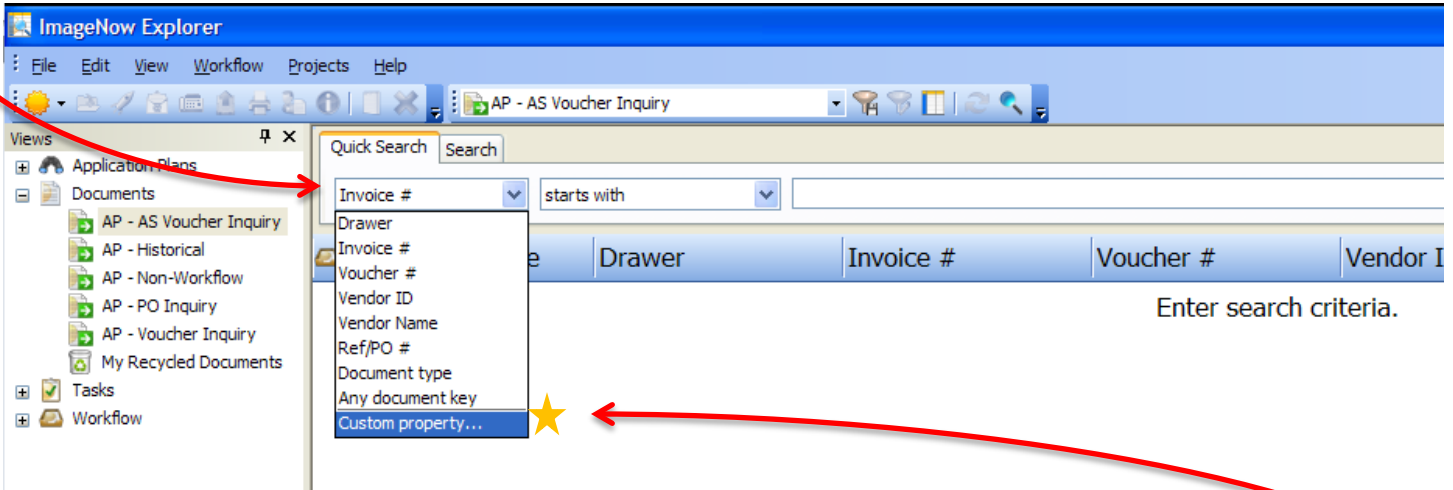 ImageNow Explorer
File Edit View Workflow Projects Help
AP - AS Voucher Inquiry
Views
Quick Search Search
Application Plans
Documents
AP - AS Voucher Inquiry
AP - Historical
AP - Non-Workflow
AP - PO Inquiry
AP - Voucher Inquiry
My Recycled Documents
Tasks
Workflow
Invoice # starts with
Drawer
Invoice #
Voucher #
Vendor ID
Vendor Name
Ref/PO #
Document type
Any document key
Custom property...
Drawer Invoice # Voucher # Vendor I
Enter search criteria.